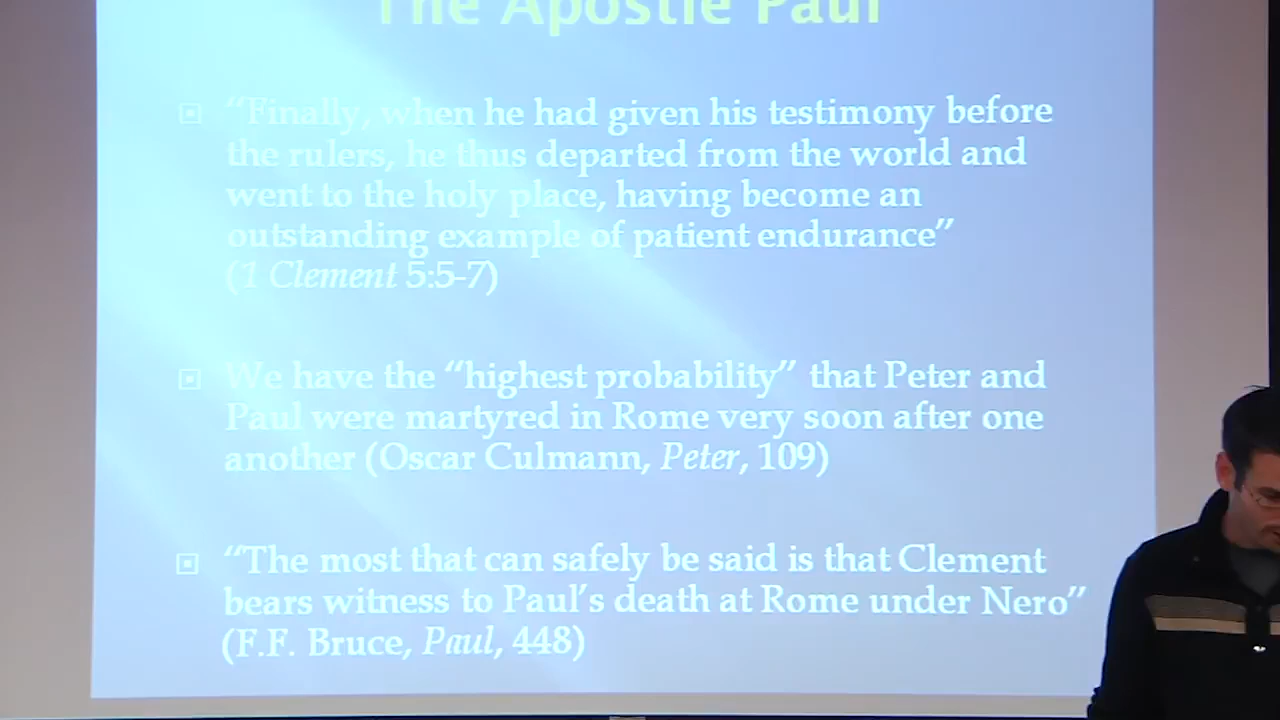 The Apostle Paul
“Finally, when he had given his testimony before
the rulers, he thus departed from the world and
went to the holy place, having become an
outstanding example of patient endurance”
(1 Clement 5:5-7)
We have the “highest probability” that Peter and
Paul were martyred in Rome very soon after one
another (Oscar Culmann, Peter, 109)
“The most that can safely be said is that Clement
bears witness to Paul’s death at Rome under Nero”
(F.F. Bruce, Paul, 448)